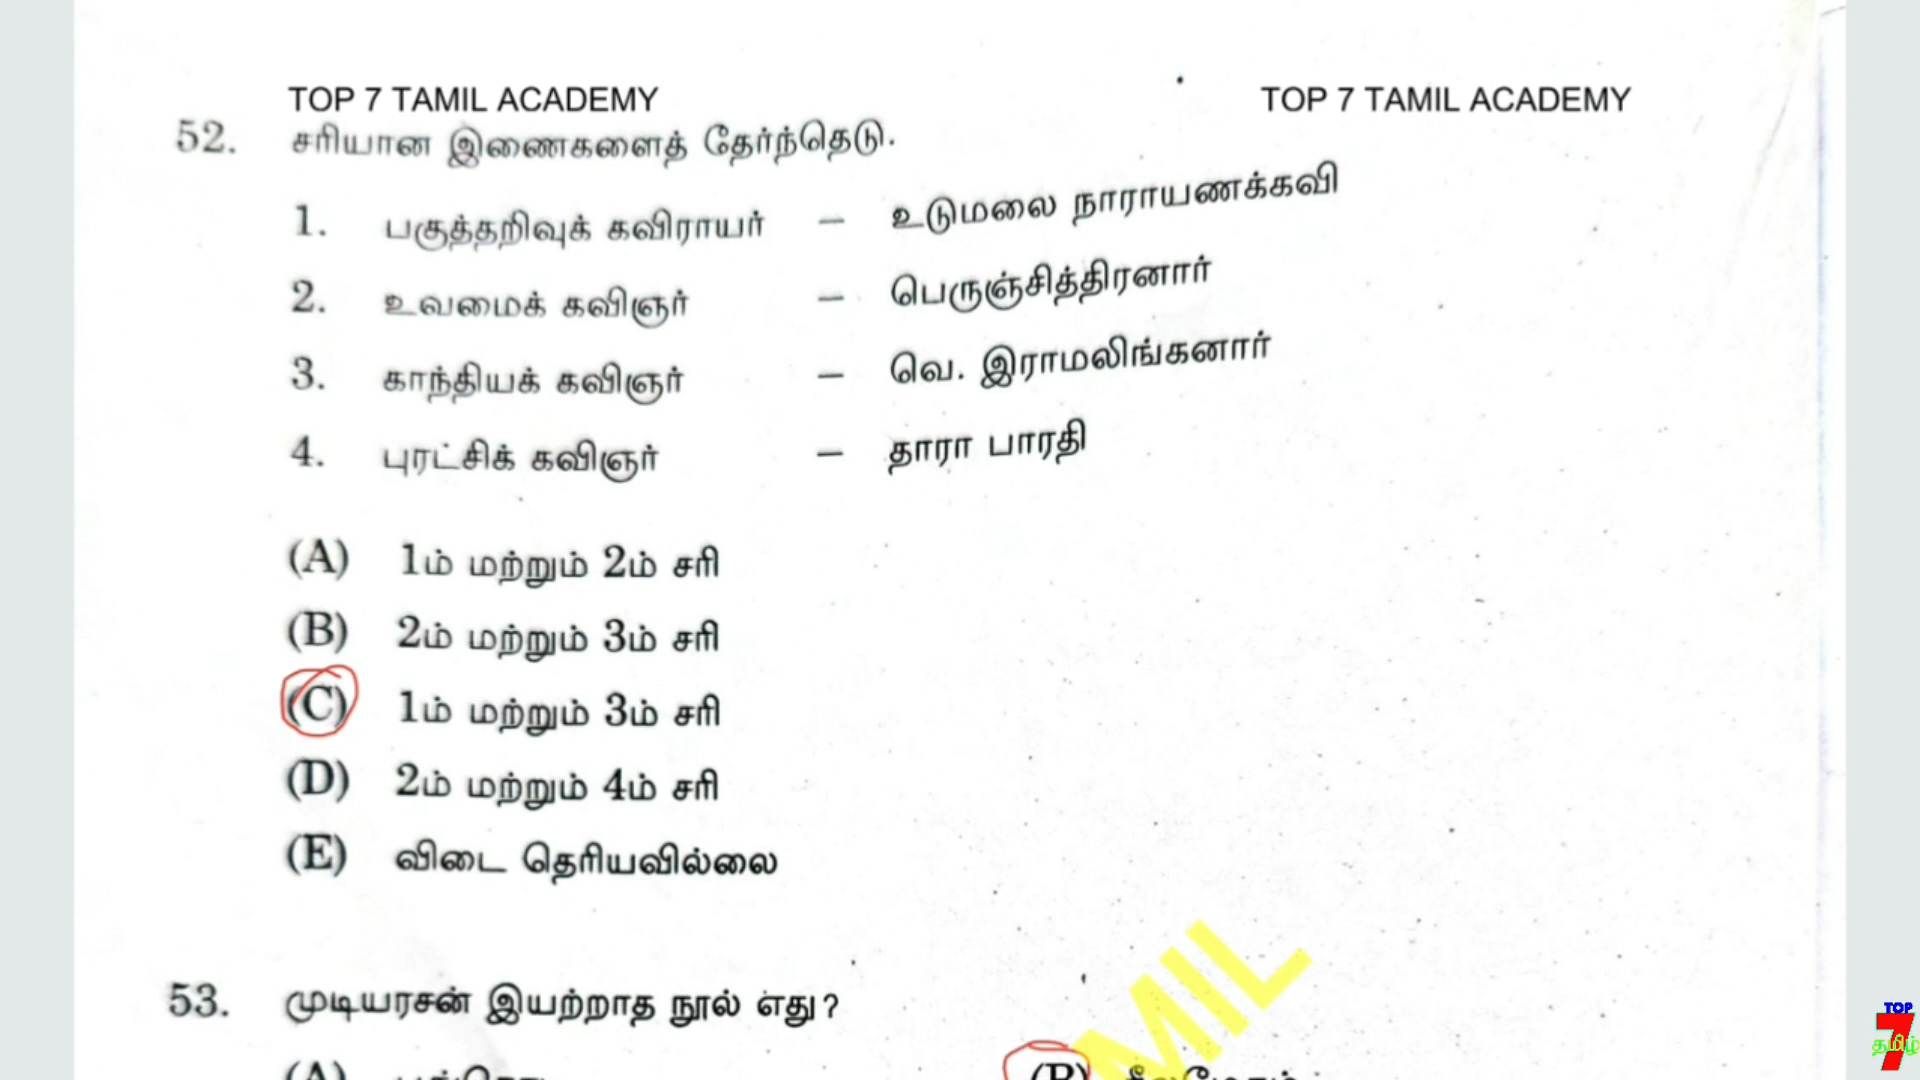 TOP 7 TAMIL ACADEMY TOP 7 TAMIL ACADEMY
52. சரியான இணைகளைத் தேர்ந்தெடு.
1. பகுத்தறிவுக் கவிராயர் – உடுமலை நாராயணக்கவி
2. உவமைக் கவிஞர் – பெருஞ்சித்திரனார்
3. காந்தியக் கவிஞர் – வெ. இராமலிங்கனார்
4. புரட்சிக் கவிஞர் – தாரா பாரதி
(A) 1ம் மற்றும் 2ம் சரி
(B) 2ம் மற்றும் 3ம் சரி
(C) 1ம் மற்றும் 3ம் சரி
(D) 2ம் மற்றும் 4ம் சரி
(E) விடை தெரியவில்லை
MIL
53. முடியரசன் இயற்றாத நூல் எது?
(A) (B)
TOP
7
தமிழ்